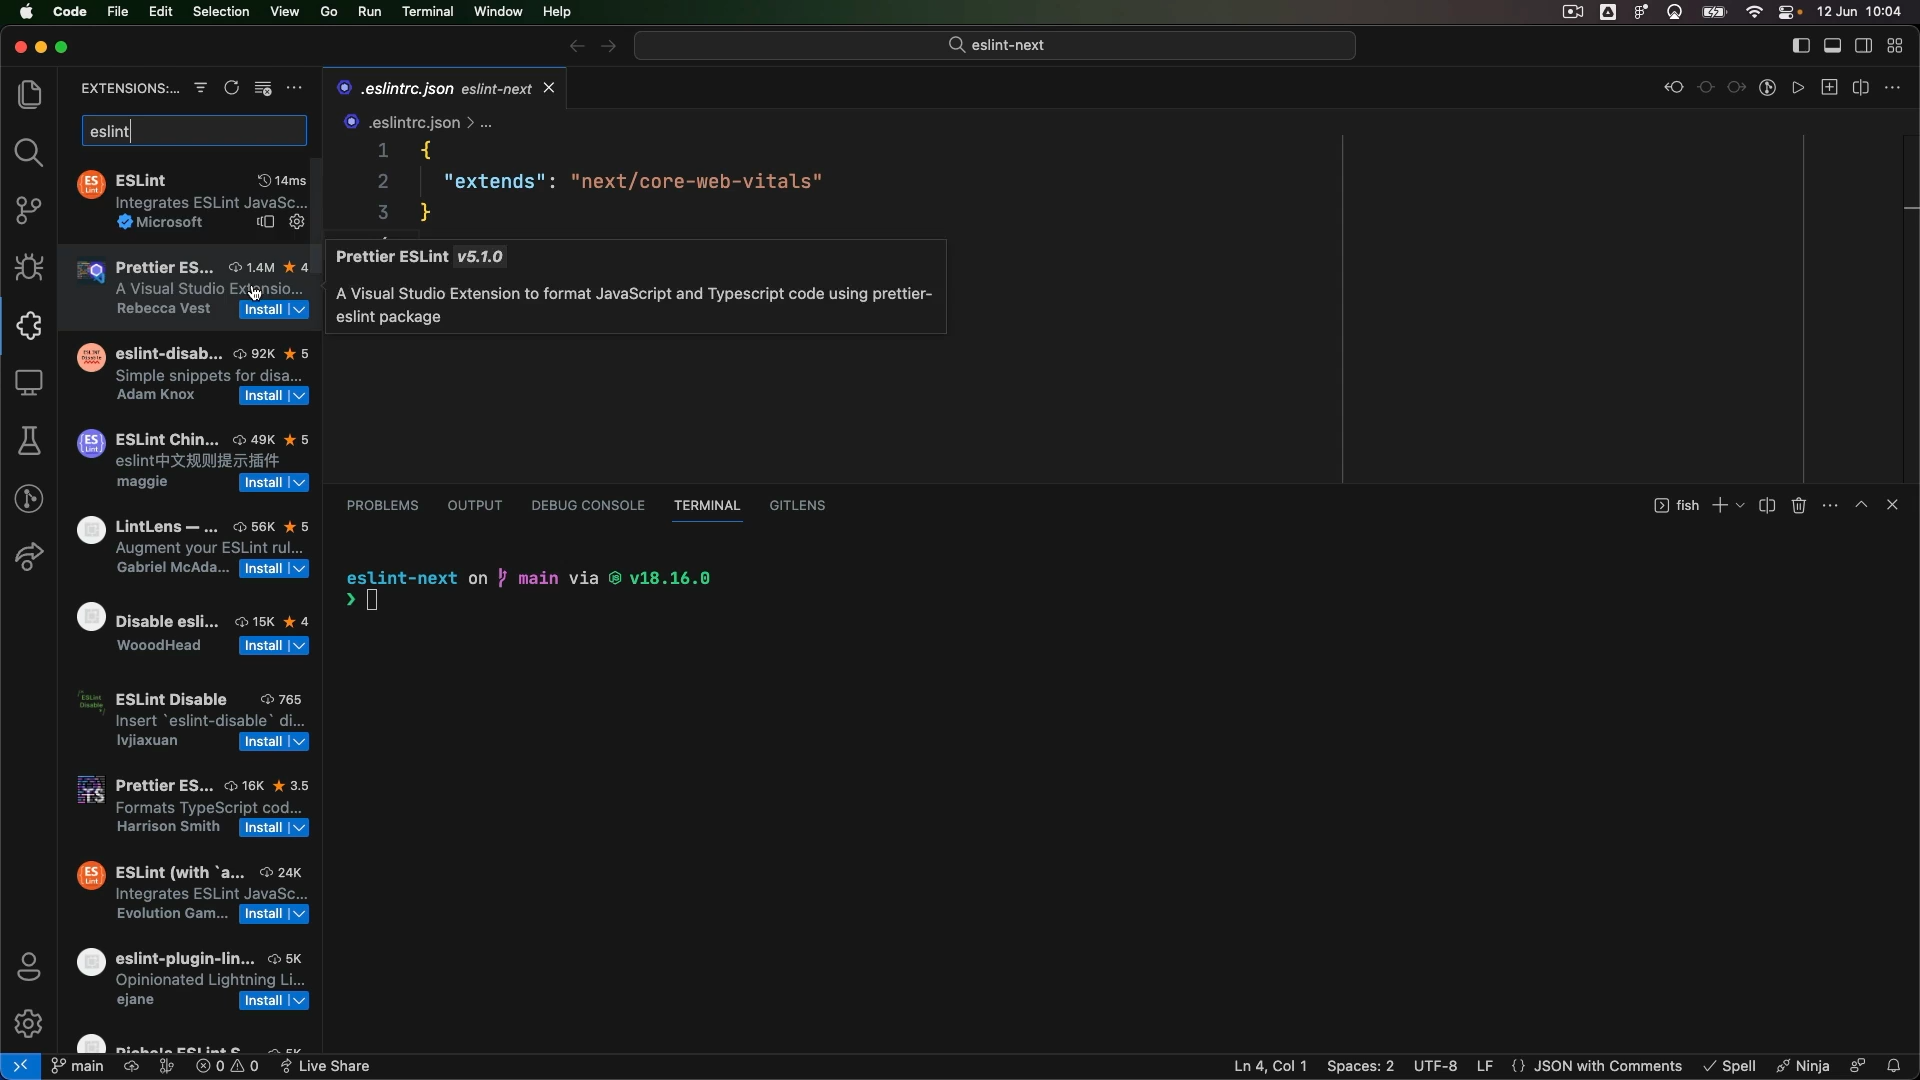 Code File Edit Selection View Go Run Terminal Window Help 12 Jun 10:04
eslint-next
EXTENSIONS:...
.eslintrc.json eslint-next
eslint
.eslintrc.json > ...
ESLint 14ms
Integrates ESLint JavaSc...
Microsoft
Prettier ES... 1.4M 4
A Visual Studio Extensio...
Rebecca Vest Install
eslint-disab... 92K 5
Simple snippets for disa...
Adam Knox Install
ESLint Chin... 49K 5
eslint中文规则提示插件
maggie Install
LintLens — ... 56K 5
Augment your ESLint rul...
Gabriel McAda... Install
Disable esli... 15K 4
WooodHead Install
ESLint Disable 765
Insert `eslint-disable` di...
lvjiaxuan Install
Prettier ES... 16K 3.5
Formats TypeScript cod...
Harrison Smith Install
ESLint (with `a... 24K
Integrates ESLint JavaSc...
Evolution Gam... Install
eslint-plugin-lin... 5K
Opinionated Lightning Li...
ejane Install
1 {
2 "extends": "next/core-web-vitals"
3 }
Prettier ESLint v5.1.0
A Visual Studio Extension to format JavaScript and Typescript code using prettier-
eslint package
PROBLEMS OUTPUT DEBUG CONSOLE TERMINAL GITLENS fish
eslint-next on main via v18.16.0
❯
main 0 0 Live Share Ln 4, Col 1 Spaces: 2 UTF-8 LF {} JSON with Comments Spell Ninja